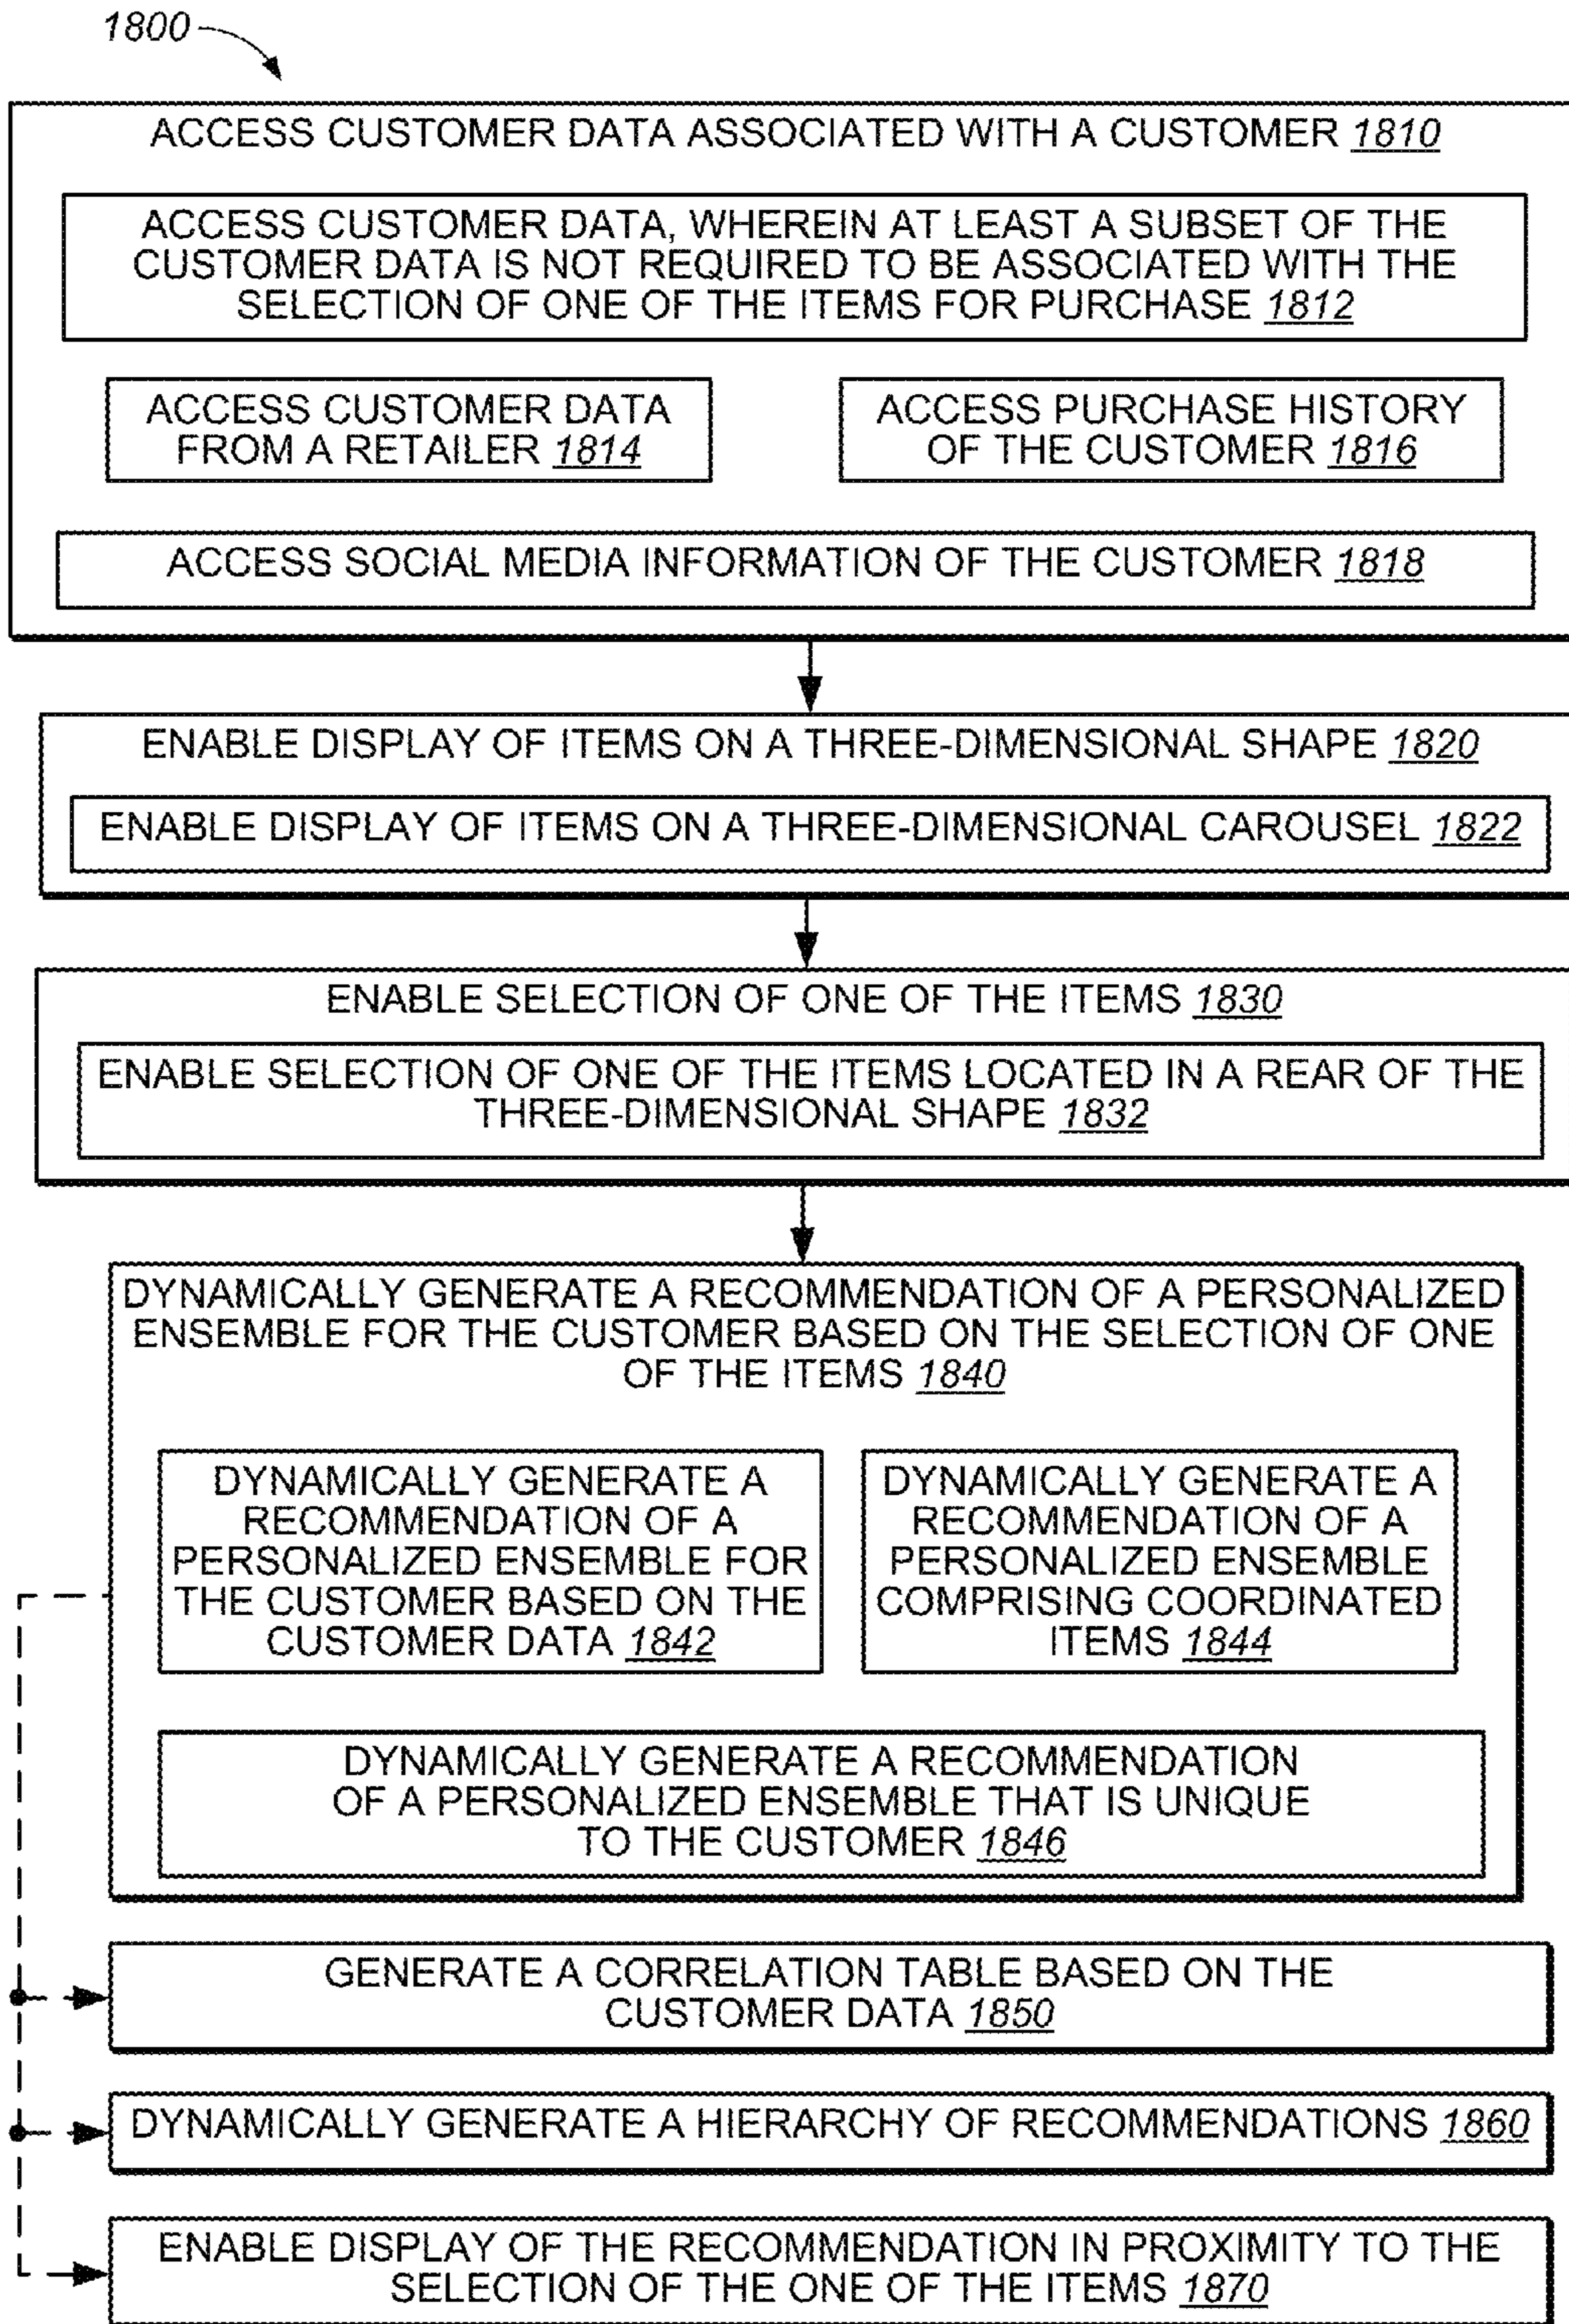 1800
ACCESS CUSTOMER DATA ASSOCIATED WITH A CUSTOMER 1810
ACCESS CUSTOMER DATA, WHEREIN AT LEAST A SUBSET OF THE
CUSTOMER DATA IS NOT REQUIRED TO BE ASSOCIATED WITH THE
SELECTION OF ONE OF THE ITEMS FOR PURCHASE 1812
ACCESS CUSTOMER DATA
FROM A RETAILER 1814
ACCESS PURCHASE HISTORY
OF THE CUSTOMER 1816
ACCESS SOCIAL MEDIA INFORMATION OF THE CUSTOMER 1818
ENABLE DISPLAY OF ITEMS ON A THREE-DIMENSIONAL SHAPE 1820
ENABLE DISPLAY OF ITEMS ON A THREE-DIMENSIONAL CAROUSEL 1822
ENABLE SELECTION OF ONE OF THE ITEMS 1830
ENABLE SELECTION OF ONE OF THE ITEMS LOCATED IN A REAR OF THE
THREE-DIMENSIONAL SHAPE 1832
DYNAMICALLY GENERATE A RECOMMENDATION OF A PERSONALIZED
ENSEMBLE FOR THE CUSTOMER BASED ON THE SELECTION OF ONE
OF THE ITEMS 1840
DYNAMICALLY GENERATE A
RECOMMENDATION OF A
PERSONALIZED ENSEMBLE FOR
THE CUSTOMER BASED ON THE
CUSTOMER DATA 1842
DYNAMICALLY GENERATE A
RECOMMENDATION OF A
PERSONALIZED ENSEMBLE
COMPRISING COORDINATED
ITEMS 1844
DYNAMICALLY GENERATE A RECOMMENDATION
OF A PERSONALIZED ENSEMBLE THAT IS UNIQUE
TO THE CUSTOMER 1846
GENERATE A CORRELATION TABLE BASED ON THE
CUSTOMER DATA 1850
DYNAMICALLY GENERATE A HIERARCHY OF RECOMMENDATIONS 1860
ENABLE DISPLAY OF THE RECOMMENDATION IN PROXIMITY TO THE
SELECTION OF THE ONE OF THE ITEMS 1870